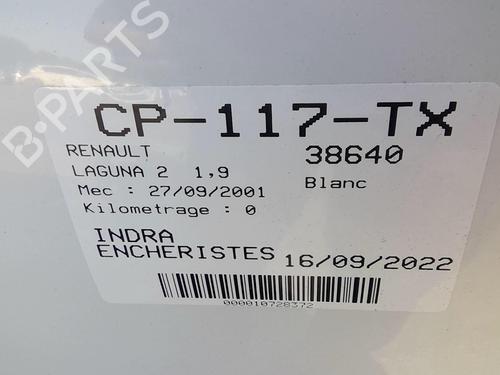 B-PARTS
CP-117-TX
RENAULT 38640
LAGUNA 2 1,9 Blanc
Mec : 27/09/2001
Kilometrage : 0
INDRA
ENCHERISTES 16/09/2022
000010728372